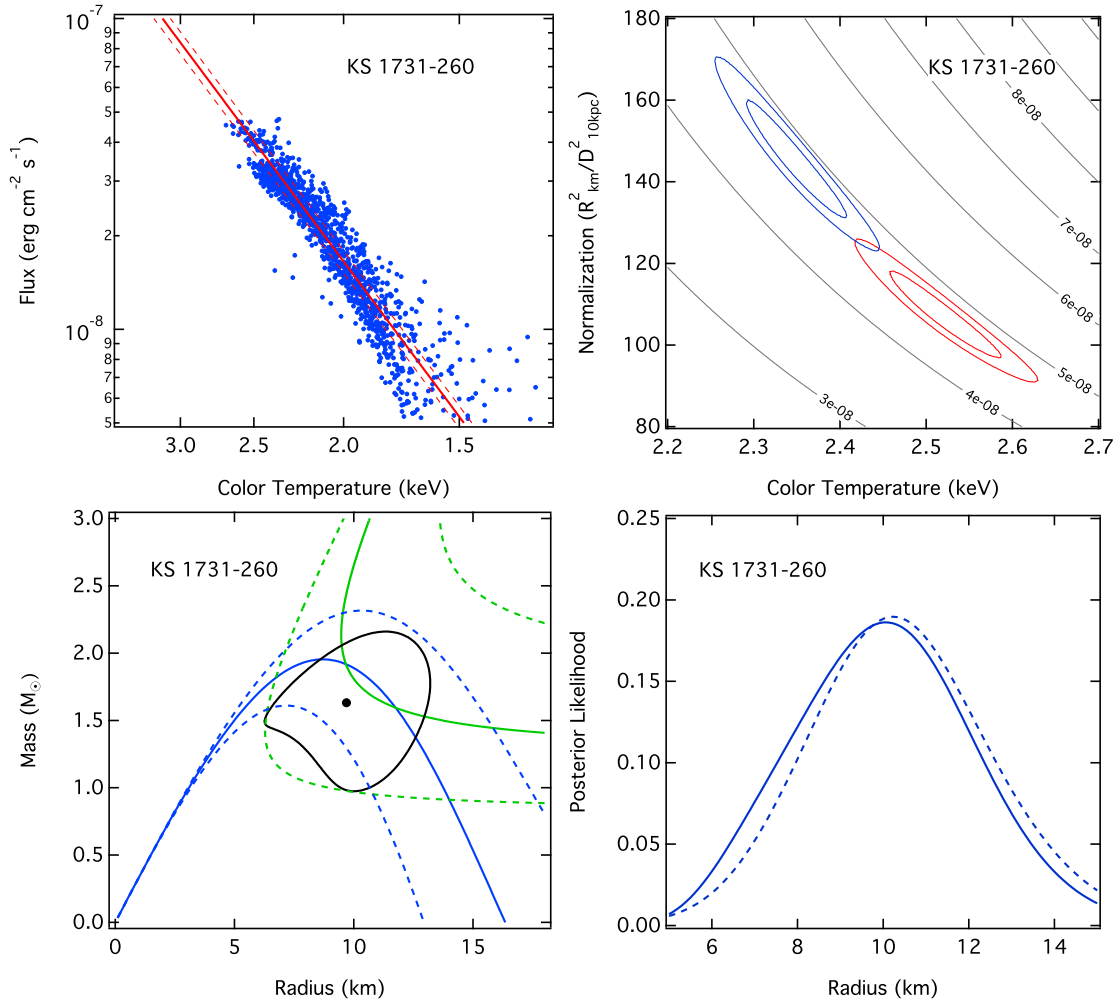 10⁻⁷
9
8
7
6
5
4
3
2
10⁻⁸
9
8
7
6
5
KS 1731-260
Flux (erg cm⁻² s⁻¹)
3.0 2.5 2.0 1.5
Color Temperature (keV)
180
160
140
120
100
80
KS 1731-260
8e-08
7e-08
6e-08
5e-08
4e-08
3e-08
Normalization (R²km/D²10kpc)
2.2 2.3 2.4 2.5 2.6 2.7
Color Temperature (keV)
3.0
2.5
2.0
1.5
1.0
0.5
0.0
KS 1731-260
Mass (M☉)
0 5 10 15
Radius (km)
0.25
0.20
0.15
0.10
0.05
0.00
KS 1731-260
Posterior Likelihood
6 8 10 12 14
Radius (km)